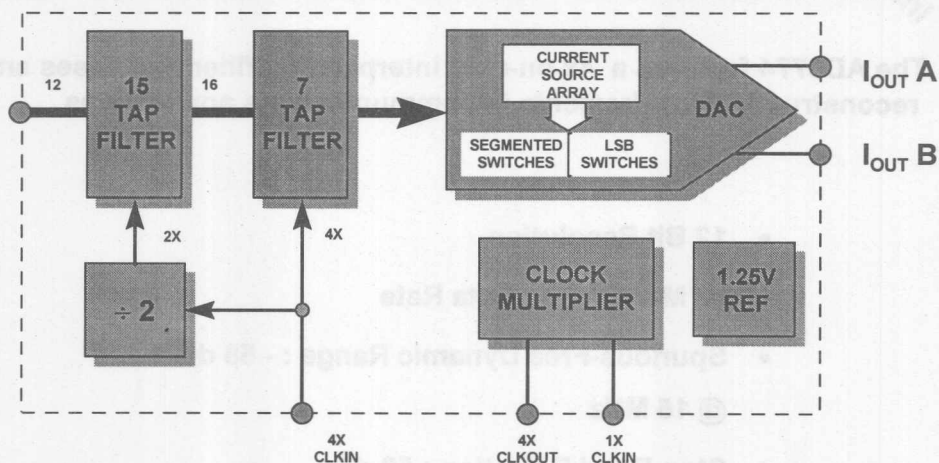 12
15
TAP
FILTER
16
7
TAP
FILTER
CURRENT
SOURCE
ARRAY
SEGMENTED
SWITCHES
LSB
SWITCHES
DAC
I_OUT A
I_OUT B
2X
4X
÷ 2
CLOCK
MULTIPLIER
1.25V
REF
4X
CLKIN
4X
CLKOUT
1X
CLKIN